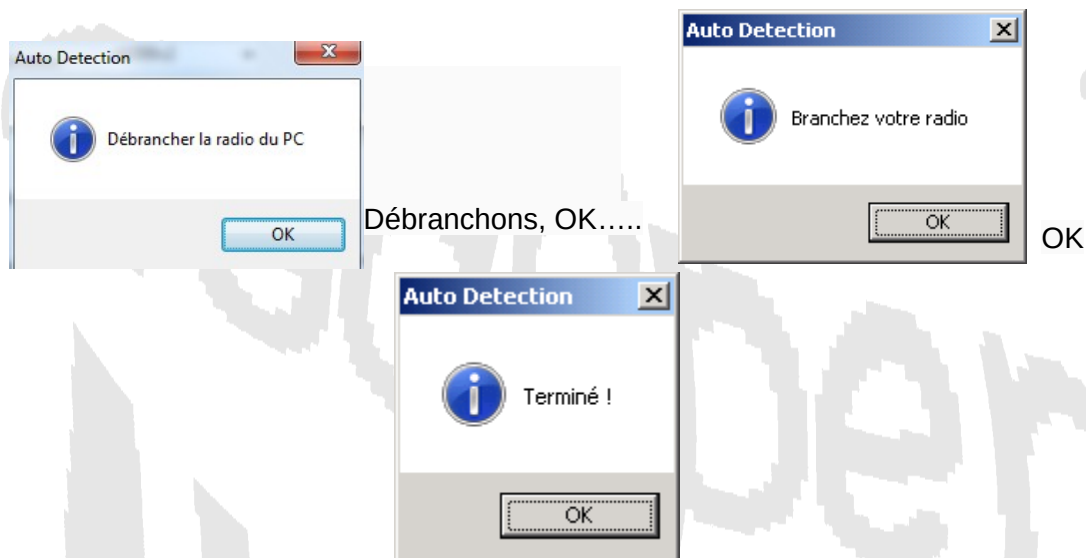 Auto Detection
Débrancher la radio du PC
OK
Débranchons, OK…..
Auto Detection
Branchez votre radio
OK
OK
Auto Detection
Terminé !
OK